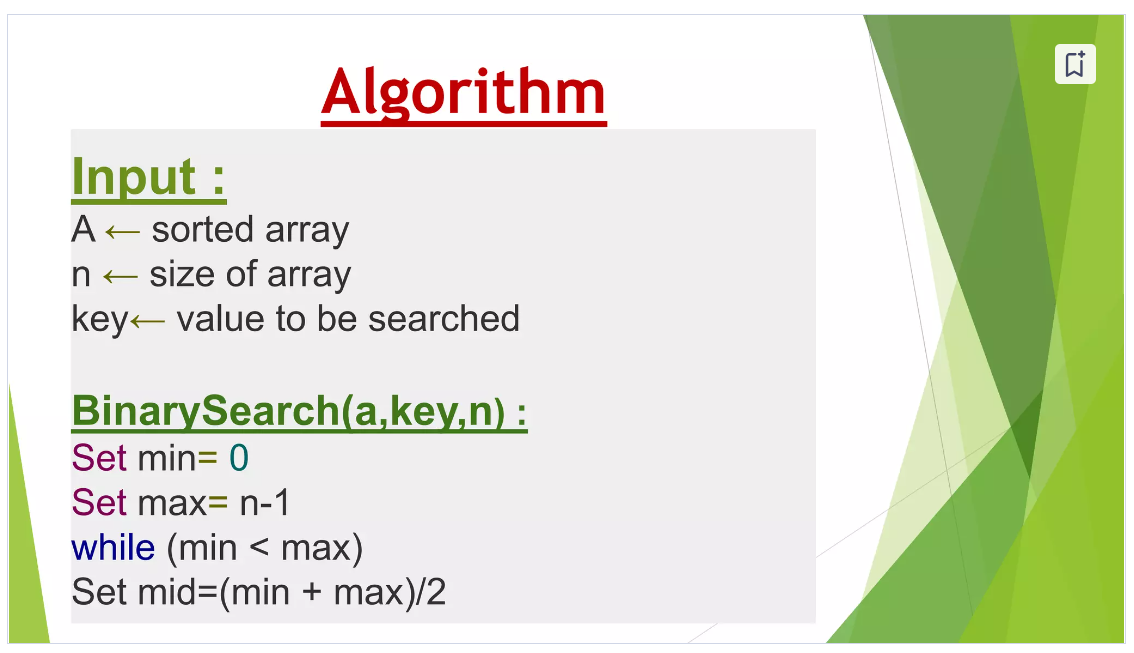 Algorithm
Input :
A ← sorted array
n ← size of array
key← value to be searched
BinarySearch(a,key,n) :
Set min= 0
Set max= n-1
while (min < max)
Set mid=(min + max)/2